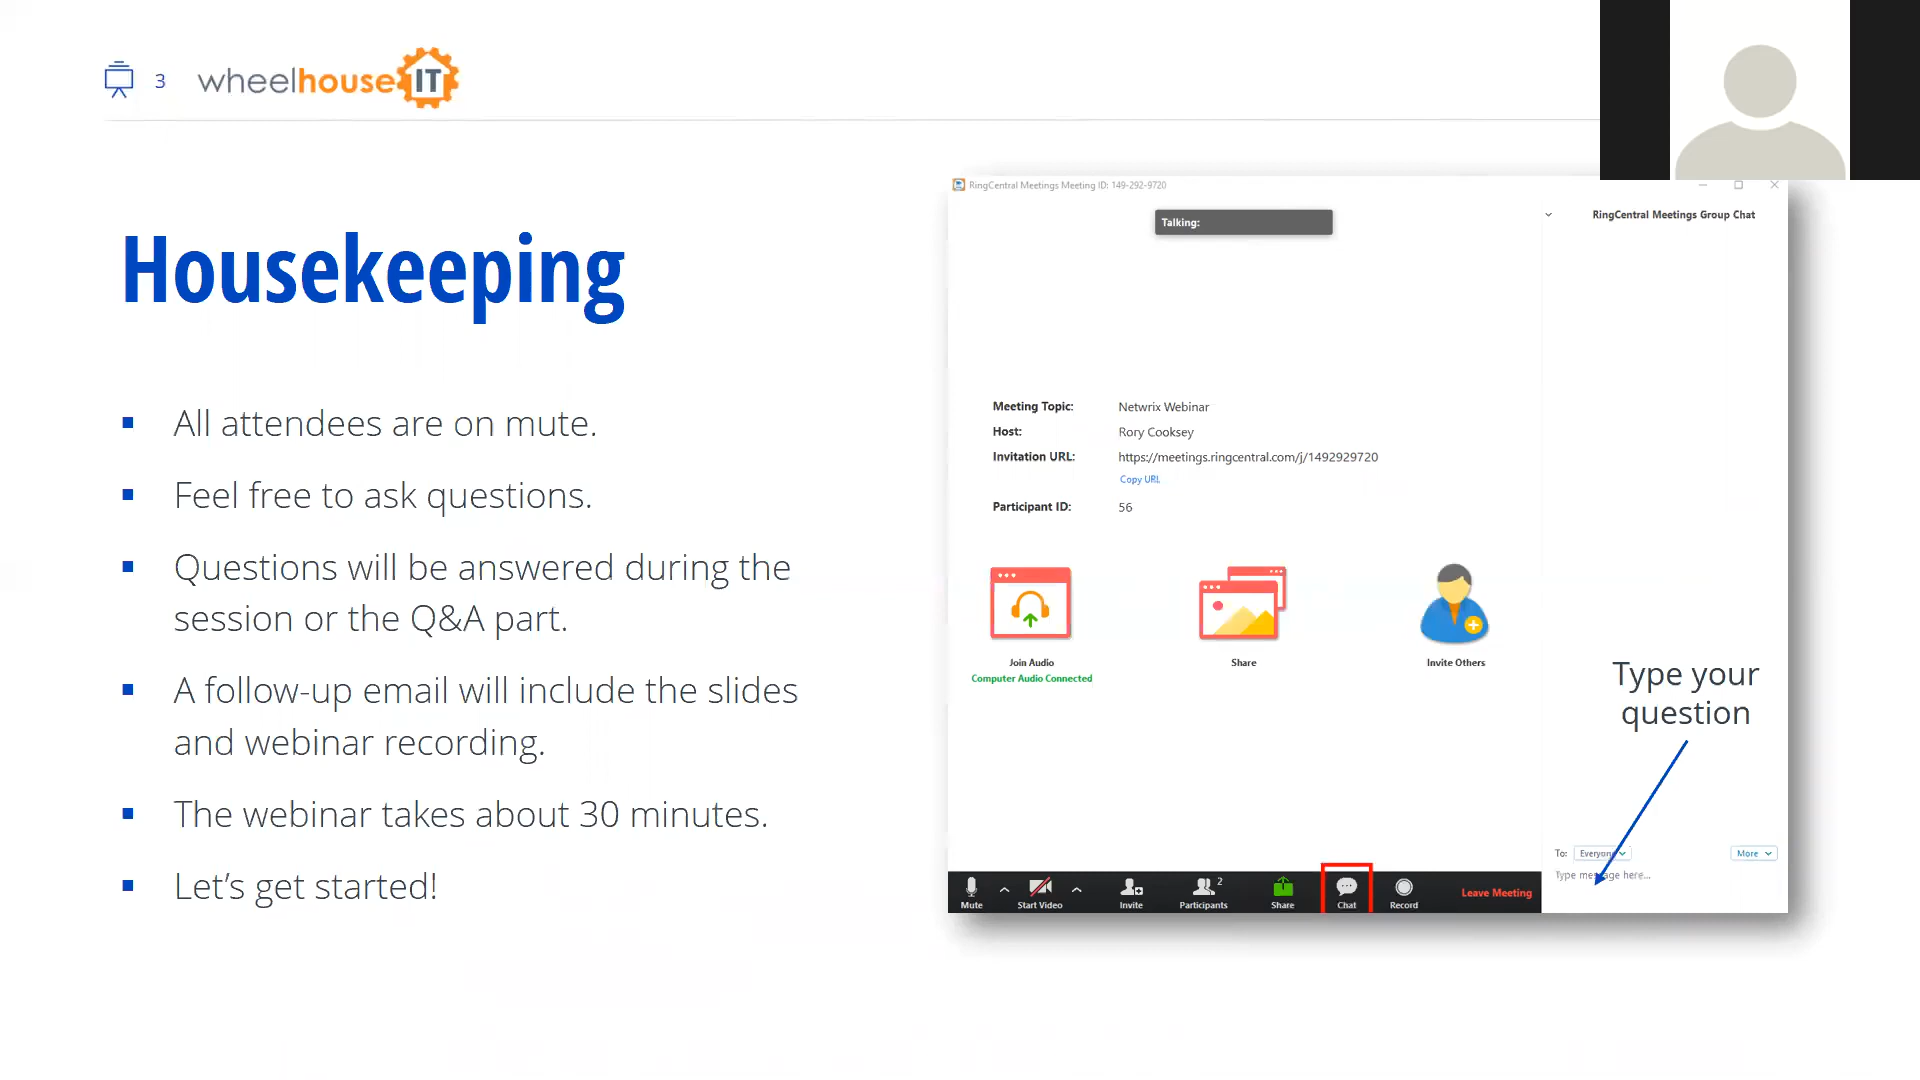 3
wheelhouseIT
Housekeeping
All attendees are on mute.
Feel free to ask questions.
Questions will be answered during the
session or the Q&A part.
A follow-up email will include the slides
and webinar recording.
The webinar takes about 30 minutes.
Let's get started!
RingCentral Meetings Meeting ID: 149-292-9720
Talking:
RingCentral Meetings Group Chat
Meeting Topic: Netwrix Webinar
Host: Rory Cooksey
Invitation URL: https://meetings.ringcentral.com/j/1492929720
Copy URL
Participant ID: 56
Join Audio
Computer Audio Connected
Share
Invite Others
Type your
question
To: Everyone
More
Type message here...
Mute
Start Video
Invite
2
Participants
Share
Chat
Record
Leave Meeting